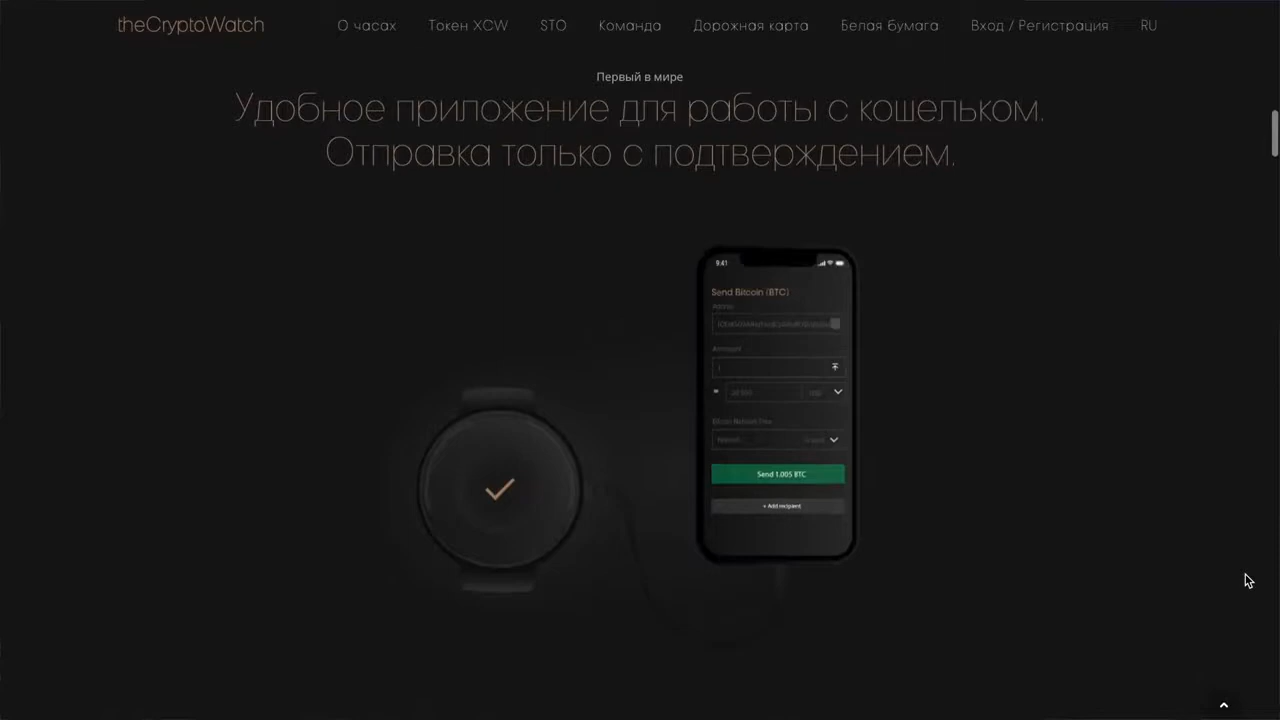 theCryptoWatch
О часах
Токен XCW
STO
Команда
Дорожная карта
Белая бумага
Вход / Регистрация
RU
Первый в мире
Удобное приложение для работы с кошельком.
Отправка только с подтверждением.
9:41
Send Bitcoin (BTC)
Send 1.005 BTC
+ Add recipient